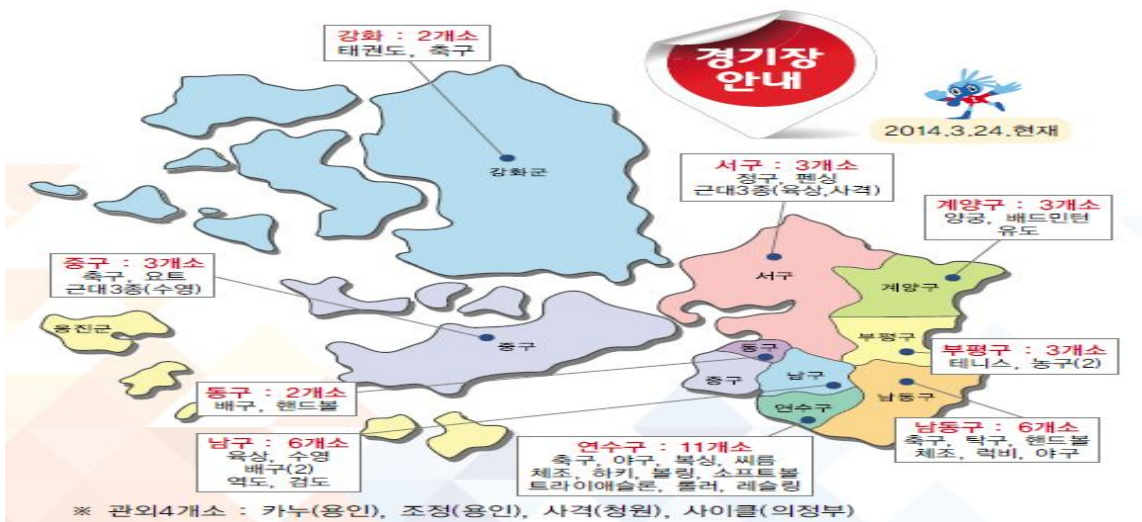 강화 : 2개소
태권도, 축구
경기장
안내
2014.3.24.현재
서구 : 3개소
정구, 펜싱
근대3종(육상,사격)
강화군
계양구 : 3개소
양궁, 배드민턴
유도
중구 : 3개소
축구, 요트
근대3종(수영)
서구
계양구
옹진군
중구
부평구
동구
부평구 : 3개소
테니스, 농구(2)
중구
남구
남동구
연수구
동구 : 2개소
배구, 핸드볼
남구 : 6개소
육상, 수영
배구(2)
역도, 검도
연수구 : 11개소
축구, 야구, 복싱, 씨름
체조, 하키, 볼링, 소프트볼
트라이애슬론, 롤러, 레슬링
남동구 : 6개소
축구, 탁구, 핸드볼
체조, 럭비, 야구
※ 관외4개소 : 카누(용인), 조정(용인), 사격(청원), 사이클(의정부)